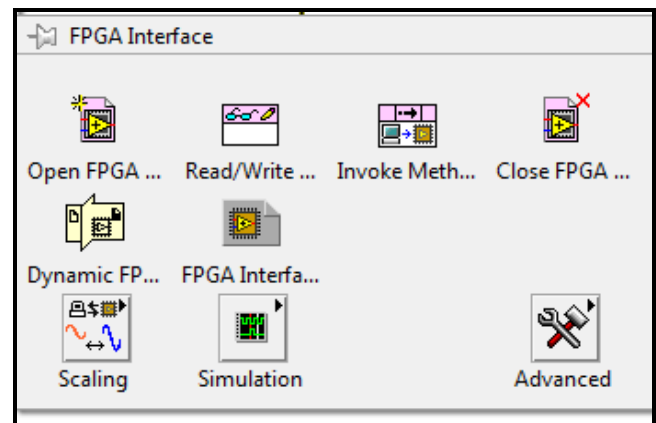 FPGA Interface
Open FPGA ... Read/Write ... Invoke Meth... Close FPGA ...
Dynamic FP... FPGA Interfa...
Scaling Simulation Advanced